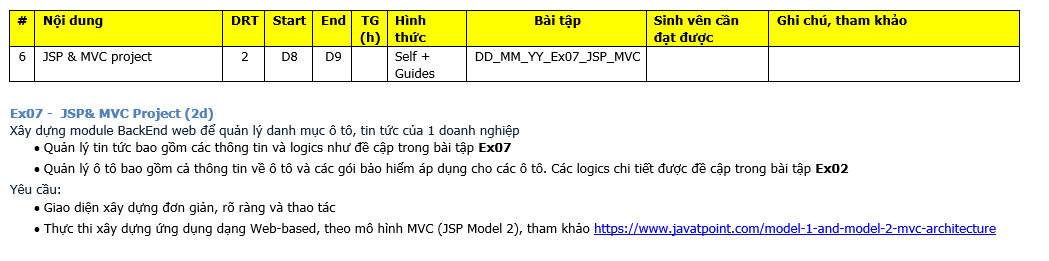 # Nội dung DRT Start End TG (h) Hình thức Bài tập Sinh vên cần đạt được Ghi chú, tham khảo
6 JSP & MVC project 2 D8 D9 Self + Guides DD_MM_YY_Ex07_JSP_MVC
Ex07 - JSP& MVC Project (2d)
Xây dựng module BackEnd web để quản lý danh mục ô tô, tin tức của 1 doanh nghiệp
• Quản lý tin tức bao gồm các thông tin và logics như đề cập trong bài tập Ex07
• Quản lý ô tô bao gồm cả thông tin về ô tô và các gói bảo hiểm áp dụng cho các ô tô. Các logics chi tiết được đề cập trong bài tập Ex02
Yêu cầu:
• Giao diện xây dựng đơn giản, rõ ràng và thao tác
• Thực thi xây dựng ứng dụng dạng Web-based, theo mô hình MVC (JSP Model 2), tham khảo https://www.javatpoint.com/model-1-and-model-2-mvc-architecture